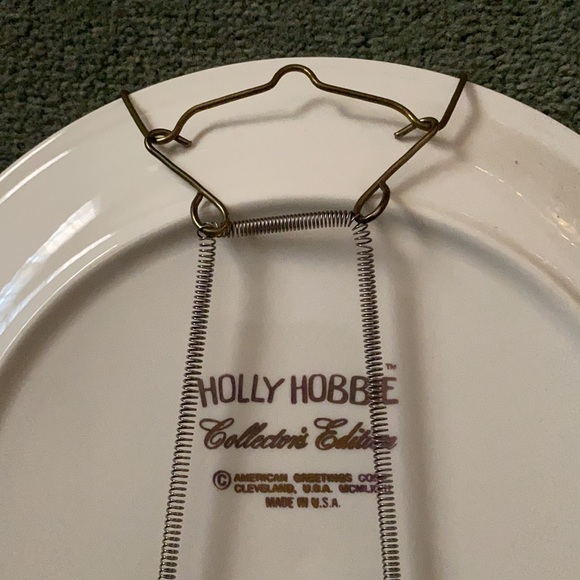 HOLLY HOBBIE™
Collector's Edition
© AMERICAN GREETINGS CORP.
CLEVELAND, U.S.A.
MADE IN U.S.A.